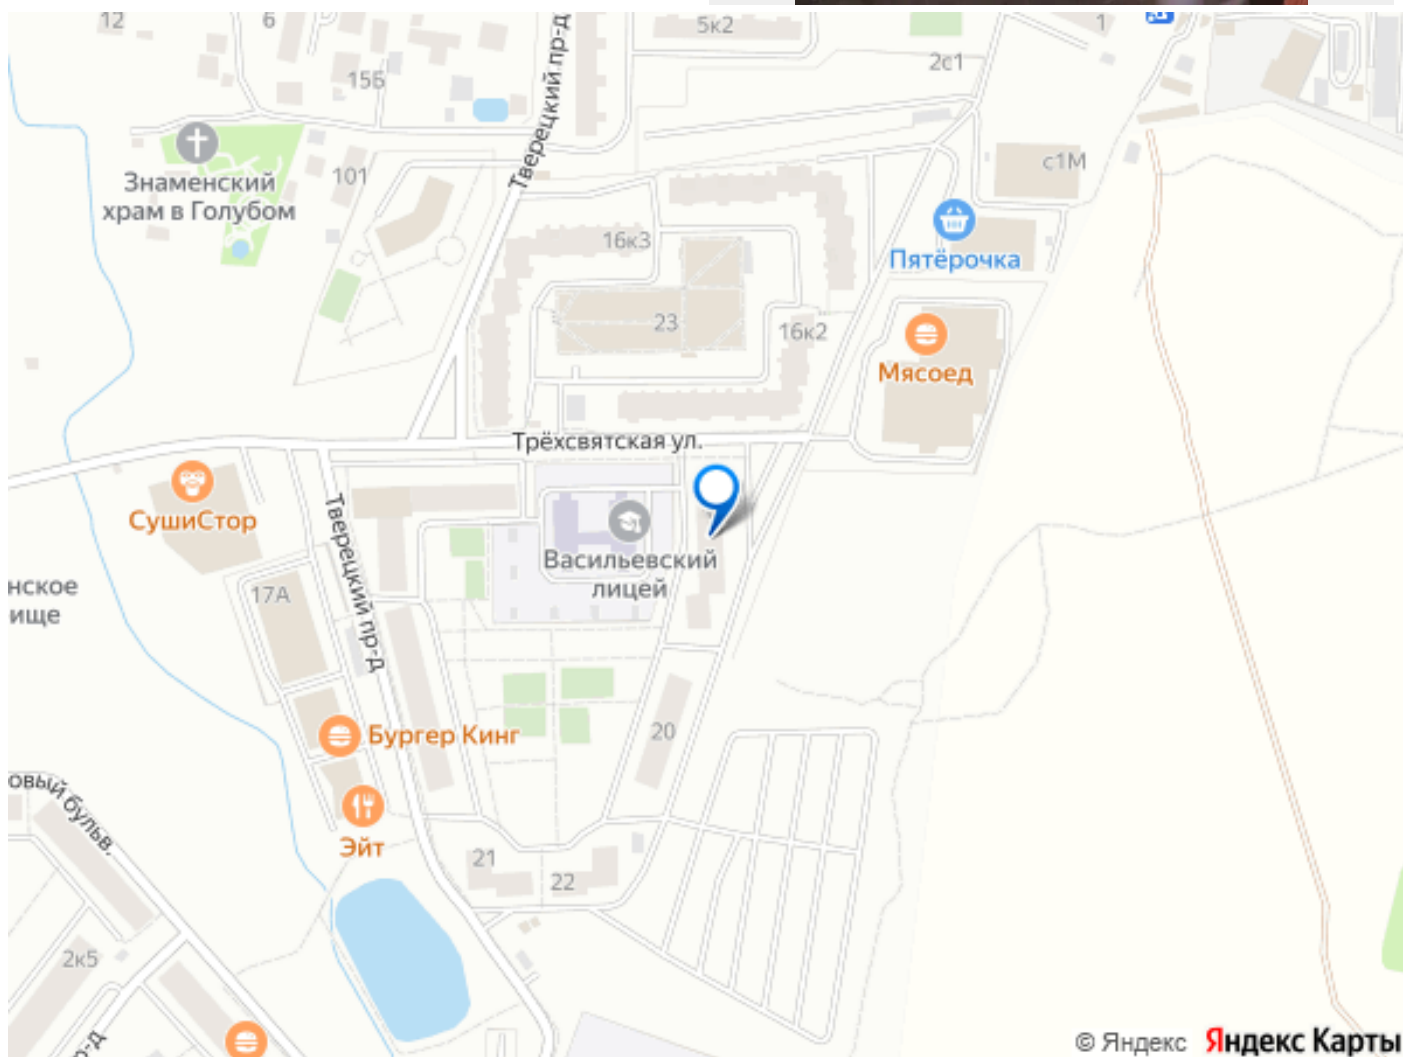 12
6
5к2
1
2с1
15Б
Тверецкий пр-д
Знаменский
храм в Голубом
101
с1М
Пятёрочка
16к3
23
16к2
Мясоед
Трёхсвятская ул.
СушиСтор
Васильевский
лицей
нское
ище
17А
Тверецкий пр-д
Бургер Кинг
20
овый бульв.
Эйт
21
22
2к5
р-д
© Яндекс Яндекс Карты